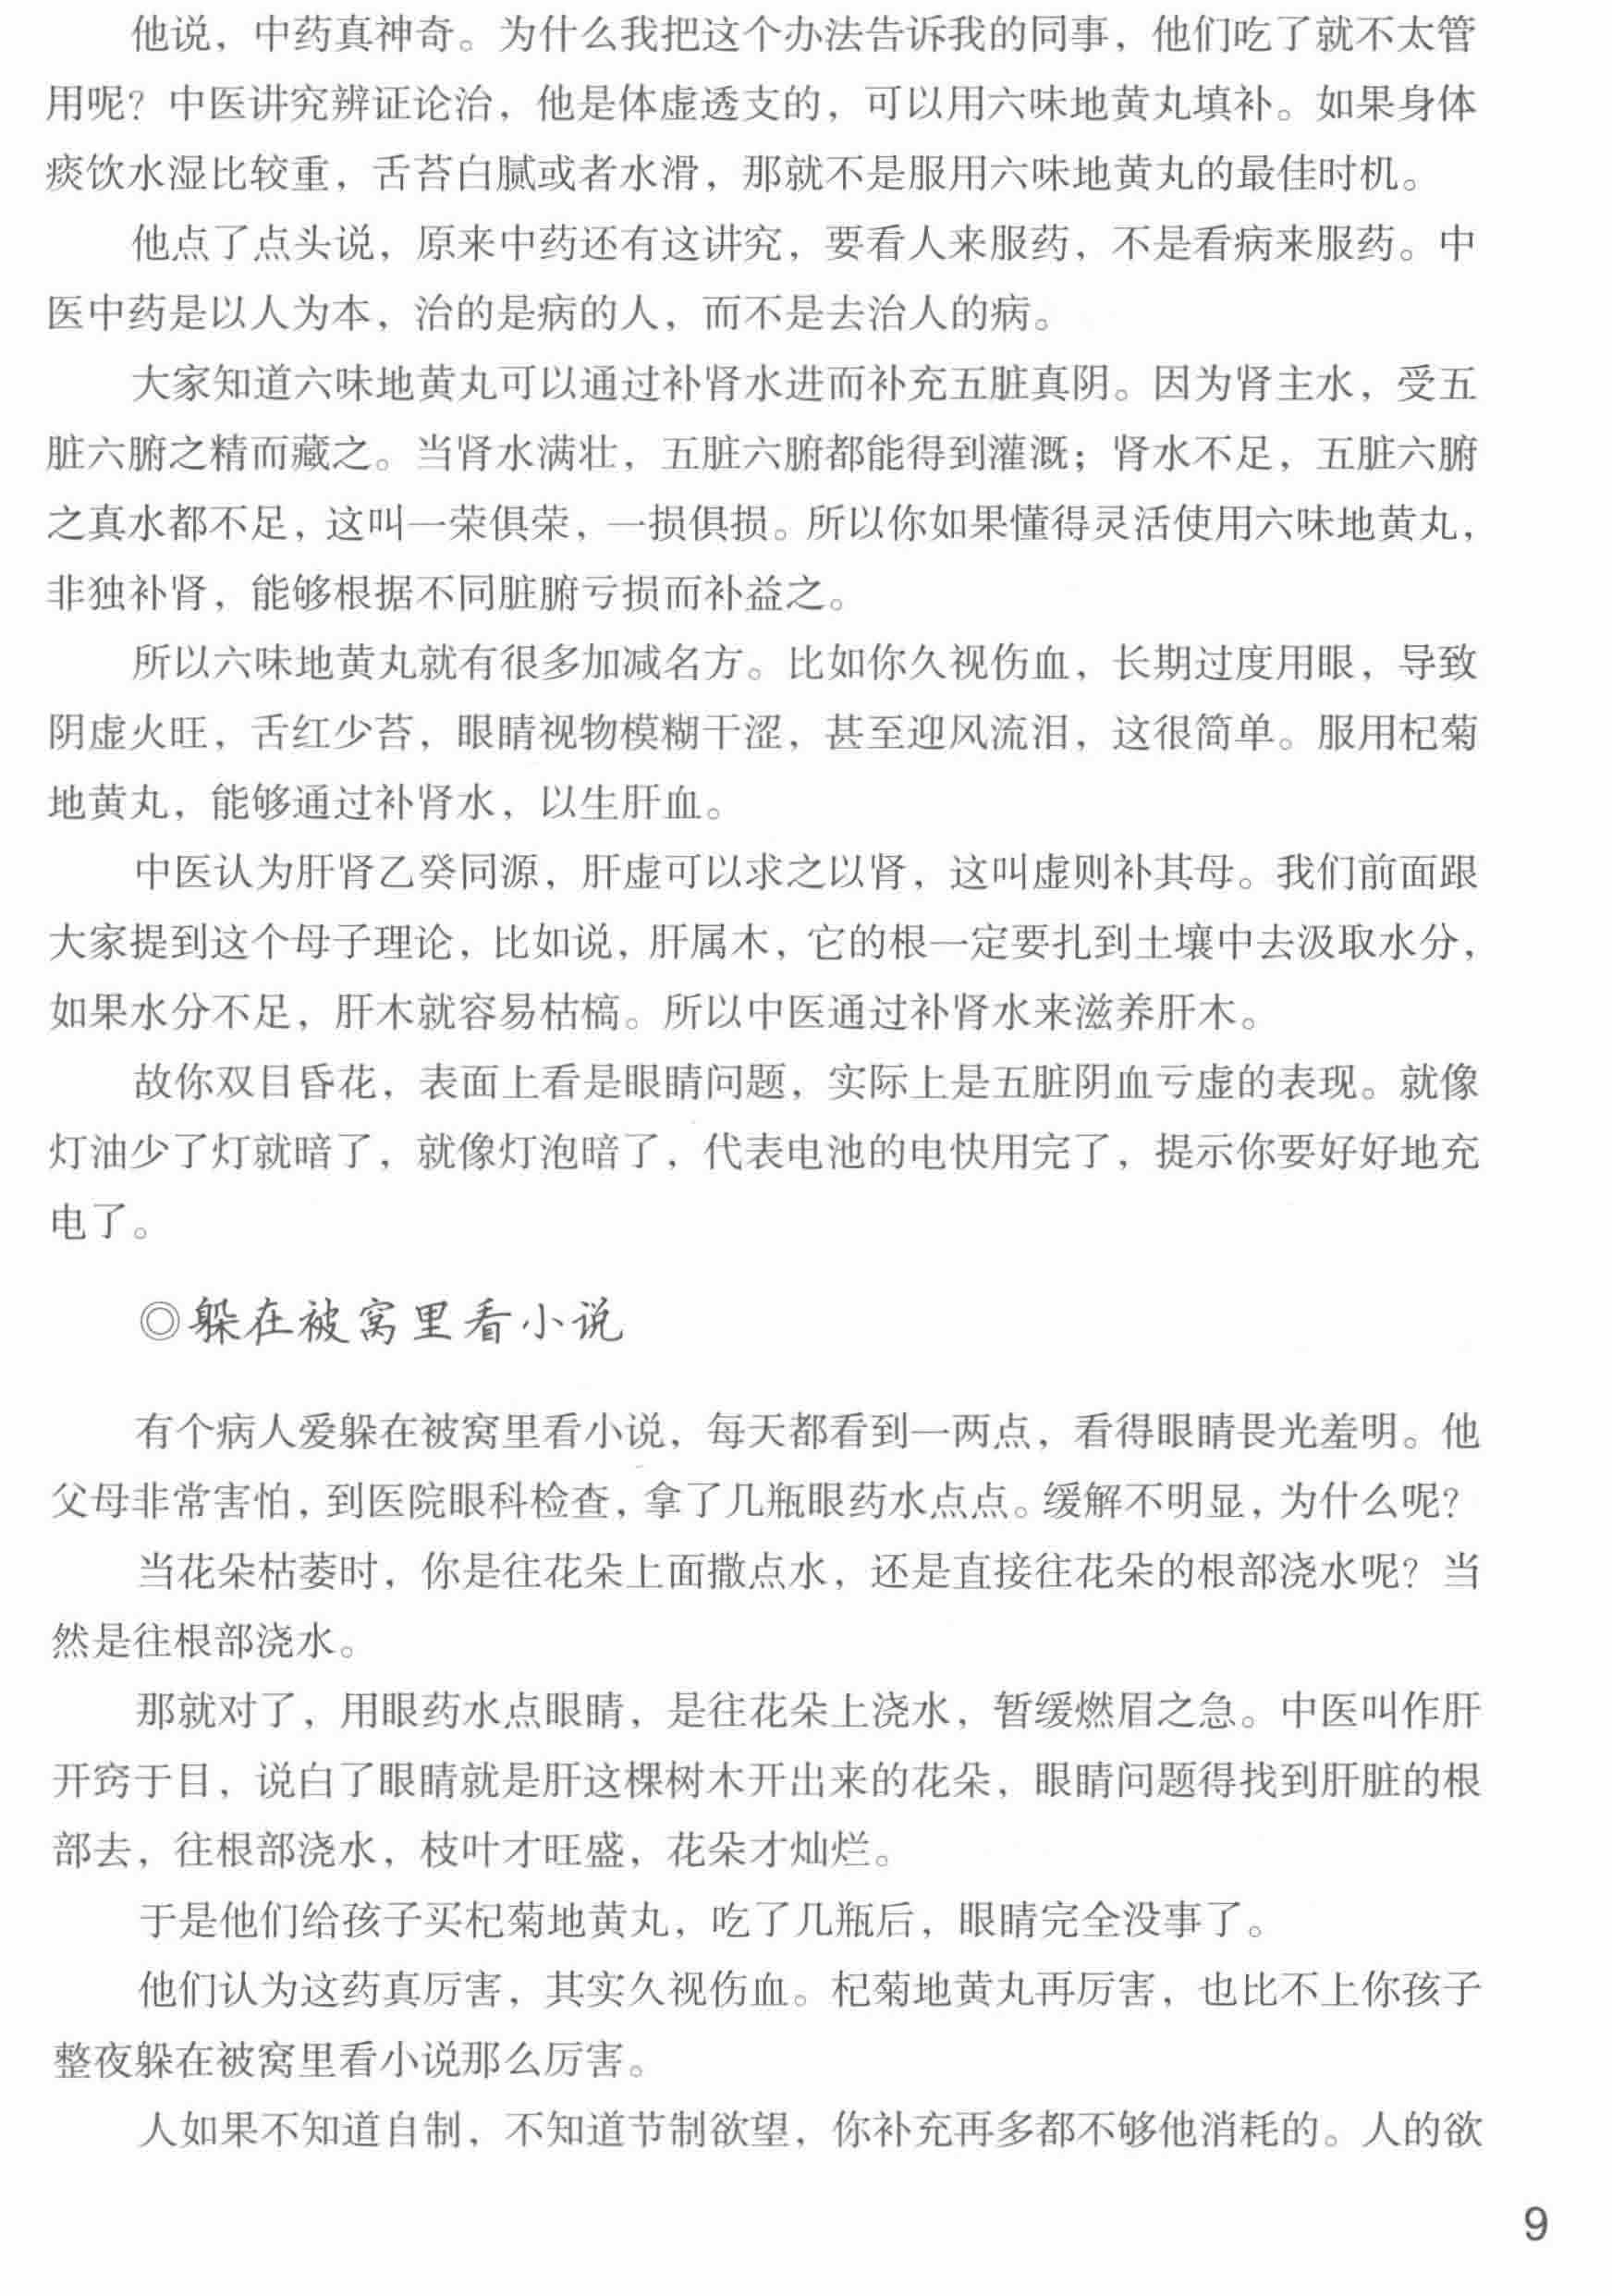 他说，中药真神奇。为什么我把这个办法告诉我的同事，他们吃了就不太管
用呢？中医讲究辨证论治，他是体虚透支的，可以用六味地黄丸填补。如果身体
痰饮水湿比较重，舌苔白腻或者水滑，那就不是服用六味地黄丸的最佳时机。
他点了点头说，原来中药还有这讲究，要看人来服药，不是看病来服药。中
医中药是以人为本，治的是病的人，而不是去治人的病。
大家知道六味地黄丸可以通过补肾水进而补充五脏真阴。因为肾主水，受五
脏六腑之精而藏之。当肾水满壮，五脏六腑都能得到灌溉；肾水不足，五脏六腑
之真水都不足，这叫一荣俱荣，一损俱损。所以你如果懂得灵活使用六味地黄丸，
非独补肾，能够根据不同脏腑亏损而补益之。
所以六味地黄丸就有很多加减名方。比如你久视伤血，长期过度用眼，导致
阴虚火旺，舌红少苔，眼睛视物模糊干涩，甚至迎风流泪，这很简单。服用杞菊
地黄丸，能够通过补肾水，以生肝血。
中医认为肝肾乙癸同源，肝虚可以求之以肾，这叫虚则补其母。我们前面跟
大家提到这个母子理论，比如说，肝属木，它的根一定要扎到土壤中去汲取水分，
如果水分不足，肝木就容易枯槁。所以中医通过补肾水来滋养肝木。
故你双目昏花，表面上看是眼睛问题，实际上是五脏阴血亏虚的表现。就像
灯油少了灯就暗了，就像灯泡暗了，代表电池的电快用完了，提示你要好好地充
电了。
◎躲在被窝里看小说
有个病人爱躲在被窝里看小说，每天都看到一两点，看得眼睛畏光羞明。他
父母非常害怕，到医院眼科检查，拿了几瓶眼药水点点。缓解不明显，为什么呢？
当花朵枯萎时，你是往花朵上面撒点水，还是直接往花朵的根部浇水呢？当
然是往根部浇水。
那就对了，用眼药水点眼睛，是往花朵上浇水，暂缓燃眉之急。中医叫作肝
开窍于目，说白了眼睛就是肝这棵树木开出来的花朵，眼睛问题得找到肝脏的根
部去，往根部浇水，枝叶才旺盛，花朵才灿烂。
于是他们给孩子买杞菊地黄丸，吃了几瓶后，眼睛完全没事了。
他们认为这药真厉害，其实久视伤血。杞菊地黄丸再厉害，也比不上你孩子
整夜躲在被窝里看小说那么厉害。
人如果不知道自制，不知道节制欲望，你补充再多都不够他消耗的。人的欲
9